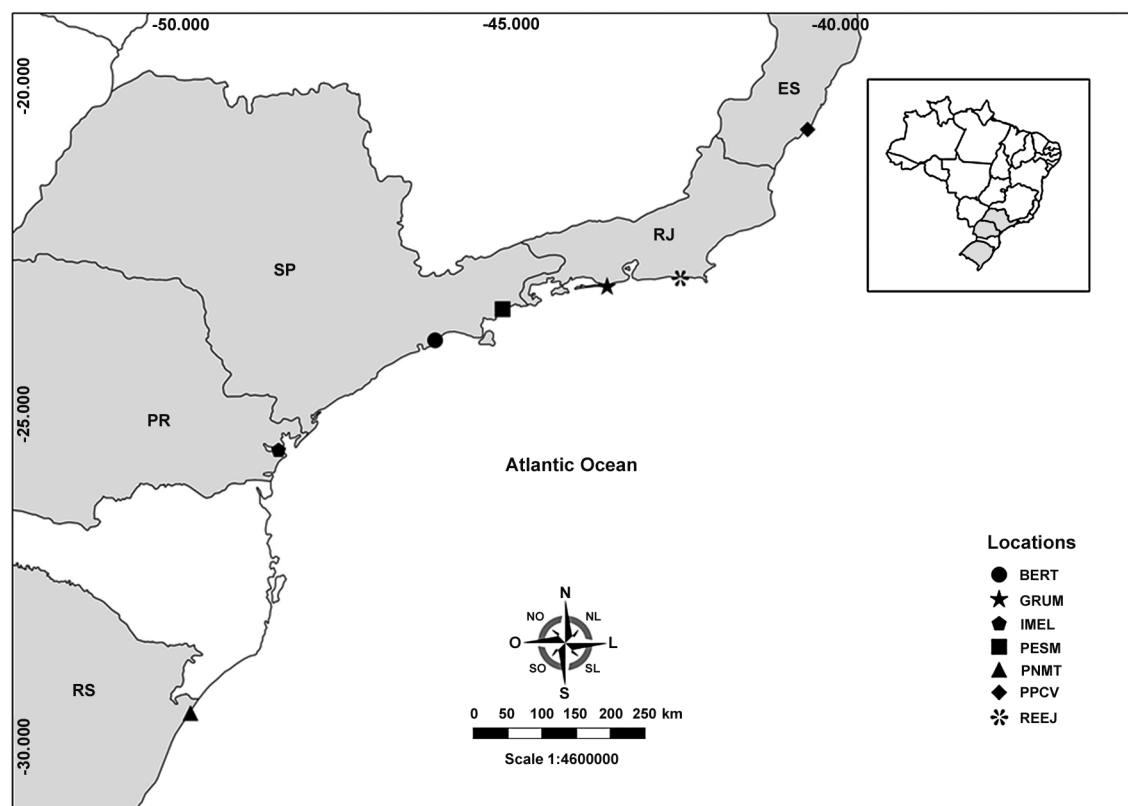 -50.000 -45.000 -40.000
-20.000
ES
RJ
SP
-25.000
PR
Atlantic Ocean
Locations
BERT
GRUM
IMEL
PESM
PNMT
PPCV
REEJ
N
NO NL
O L
SO SL
S
RS
-30.000
0 50 100 150 200 250 km
Scale 1:4600000